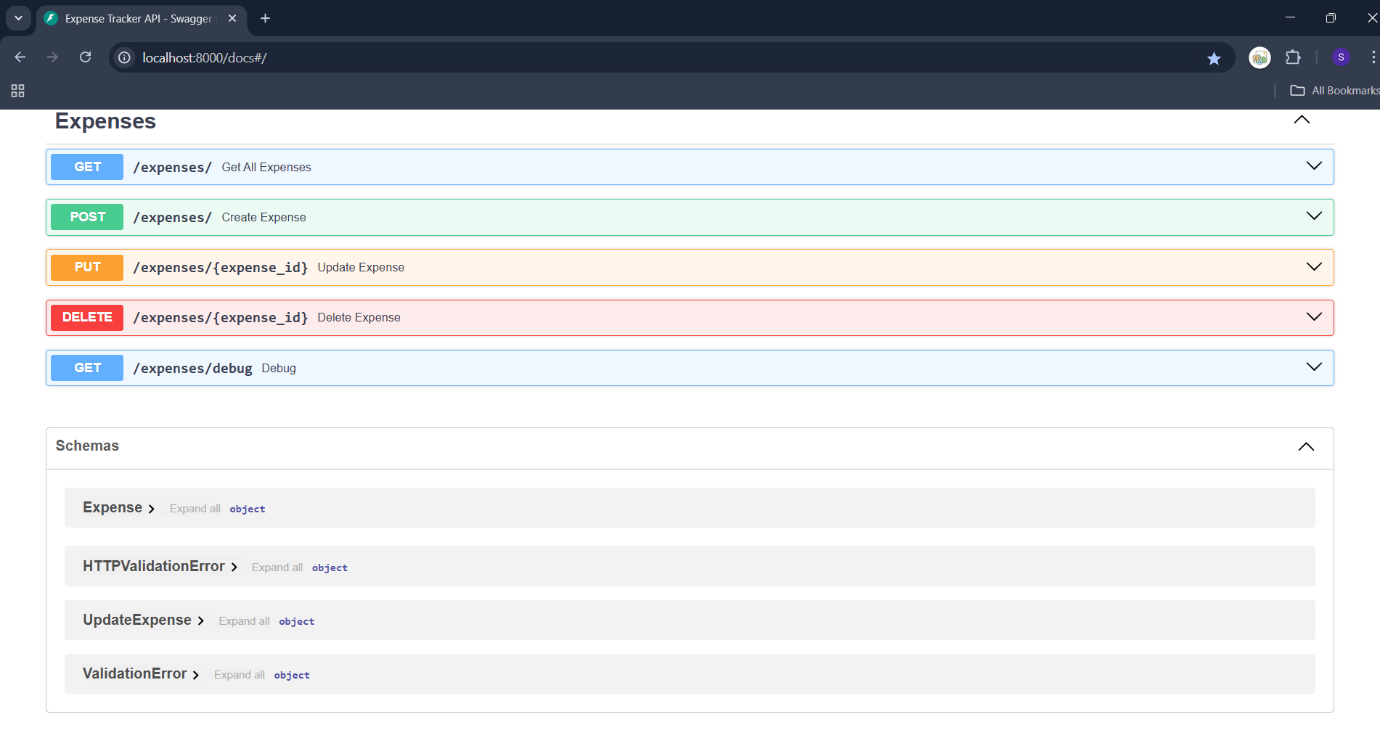 Expense Tracker API - Swagger
localhost:8000/docs#/
S
All Bookmarks
Expenses
GET /expenses/ Get All Expenses
POST /expenses/ Create Expense
PUT /expenses/{expense_id} Update Expense
DELETE /expenses/{expense_id} Delete Expense
GET /expenses/debug Debug
Schemas
Expense Expand all object
HTTPValidationError Expand all object
UpdateExpense Expand all object
ValidationError Expand all object